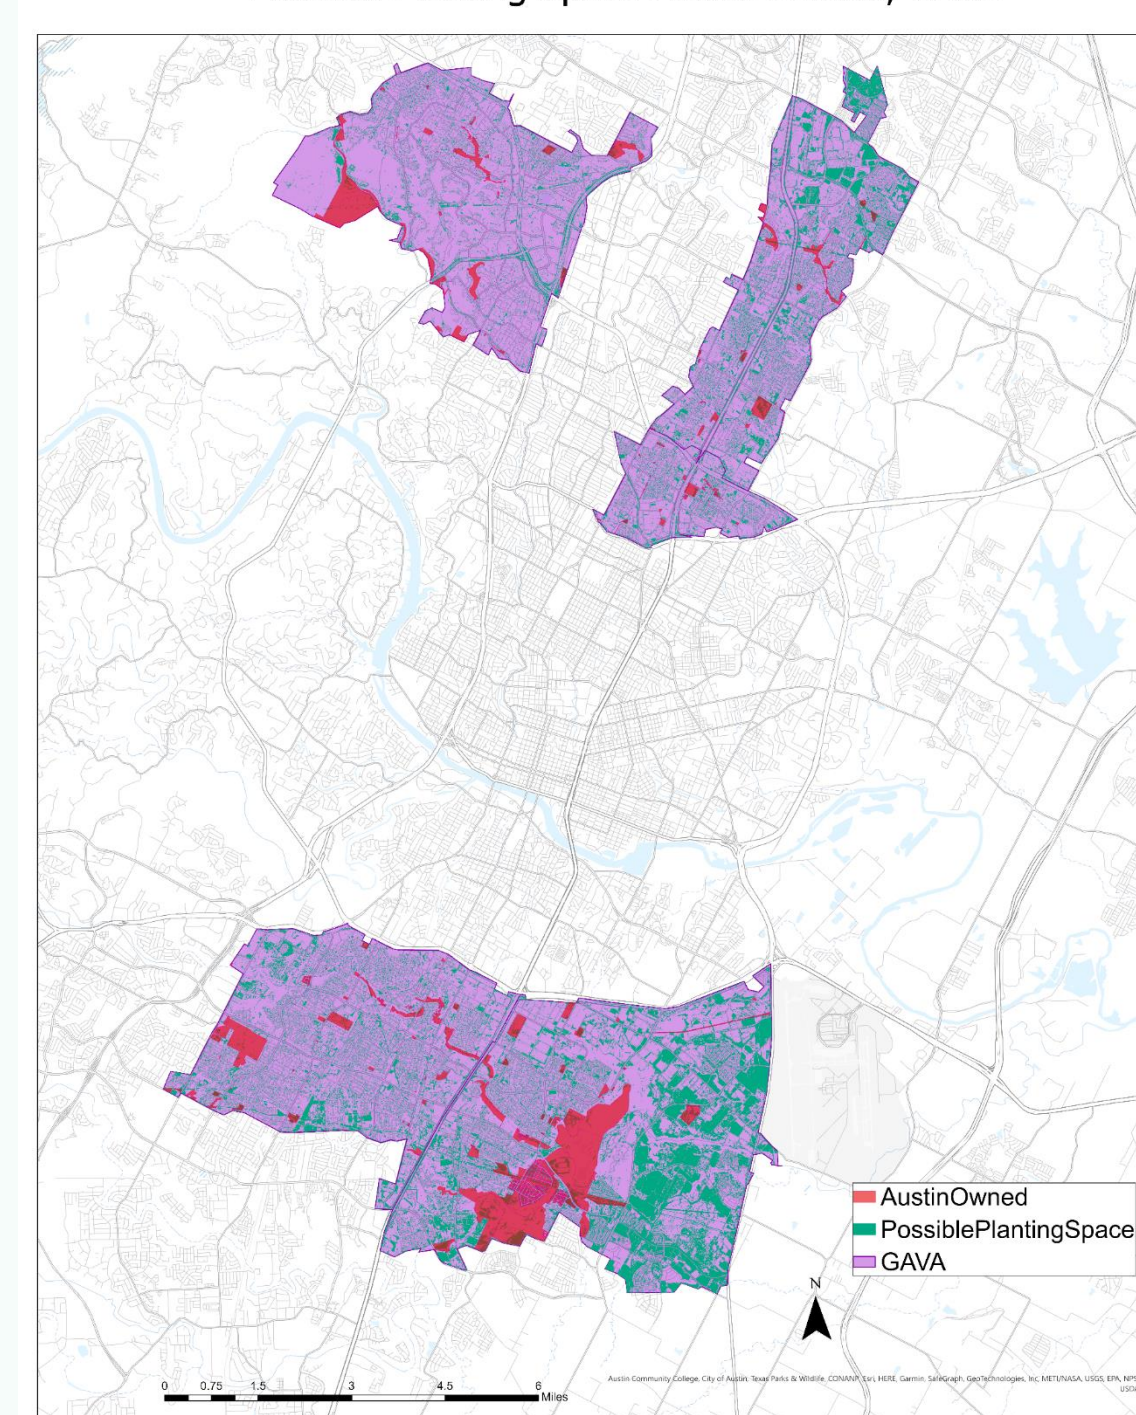 AustinOwned
PossiblePlantingSpace
GAVA
N
0 0.75 1.5 3 4.5 6
Miles
Austin Community College, City of Austin, Texas Parks & Wildlife, CONANP, Esri, HERE, Garmin, SafeGraph, GeoTechnologies, Inc, METI/NASA, USGS, EPA, NPS